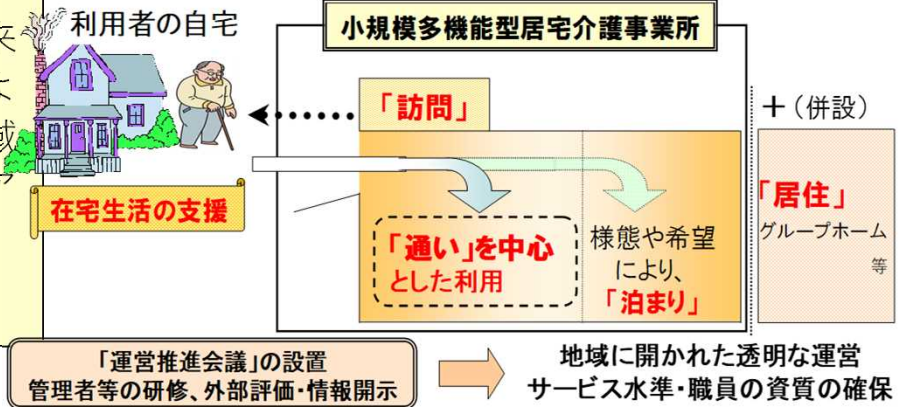 利用者の自宅
小規模多機能型居宅介護事業所
「訪問」
+(併設)
在宅生活の支援
「通い」を中心
とした利用
様態や希望
により、
「泊まり」
「居住」
グループホーム
等
「運営推進会議」の設置
管理者等の研修、外部評価・情報開示
地域に開かれた透明な運営
サービス水準・職員の資質の確保